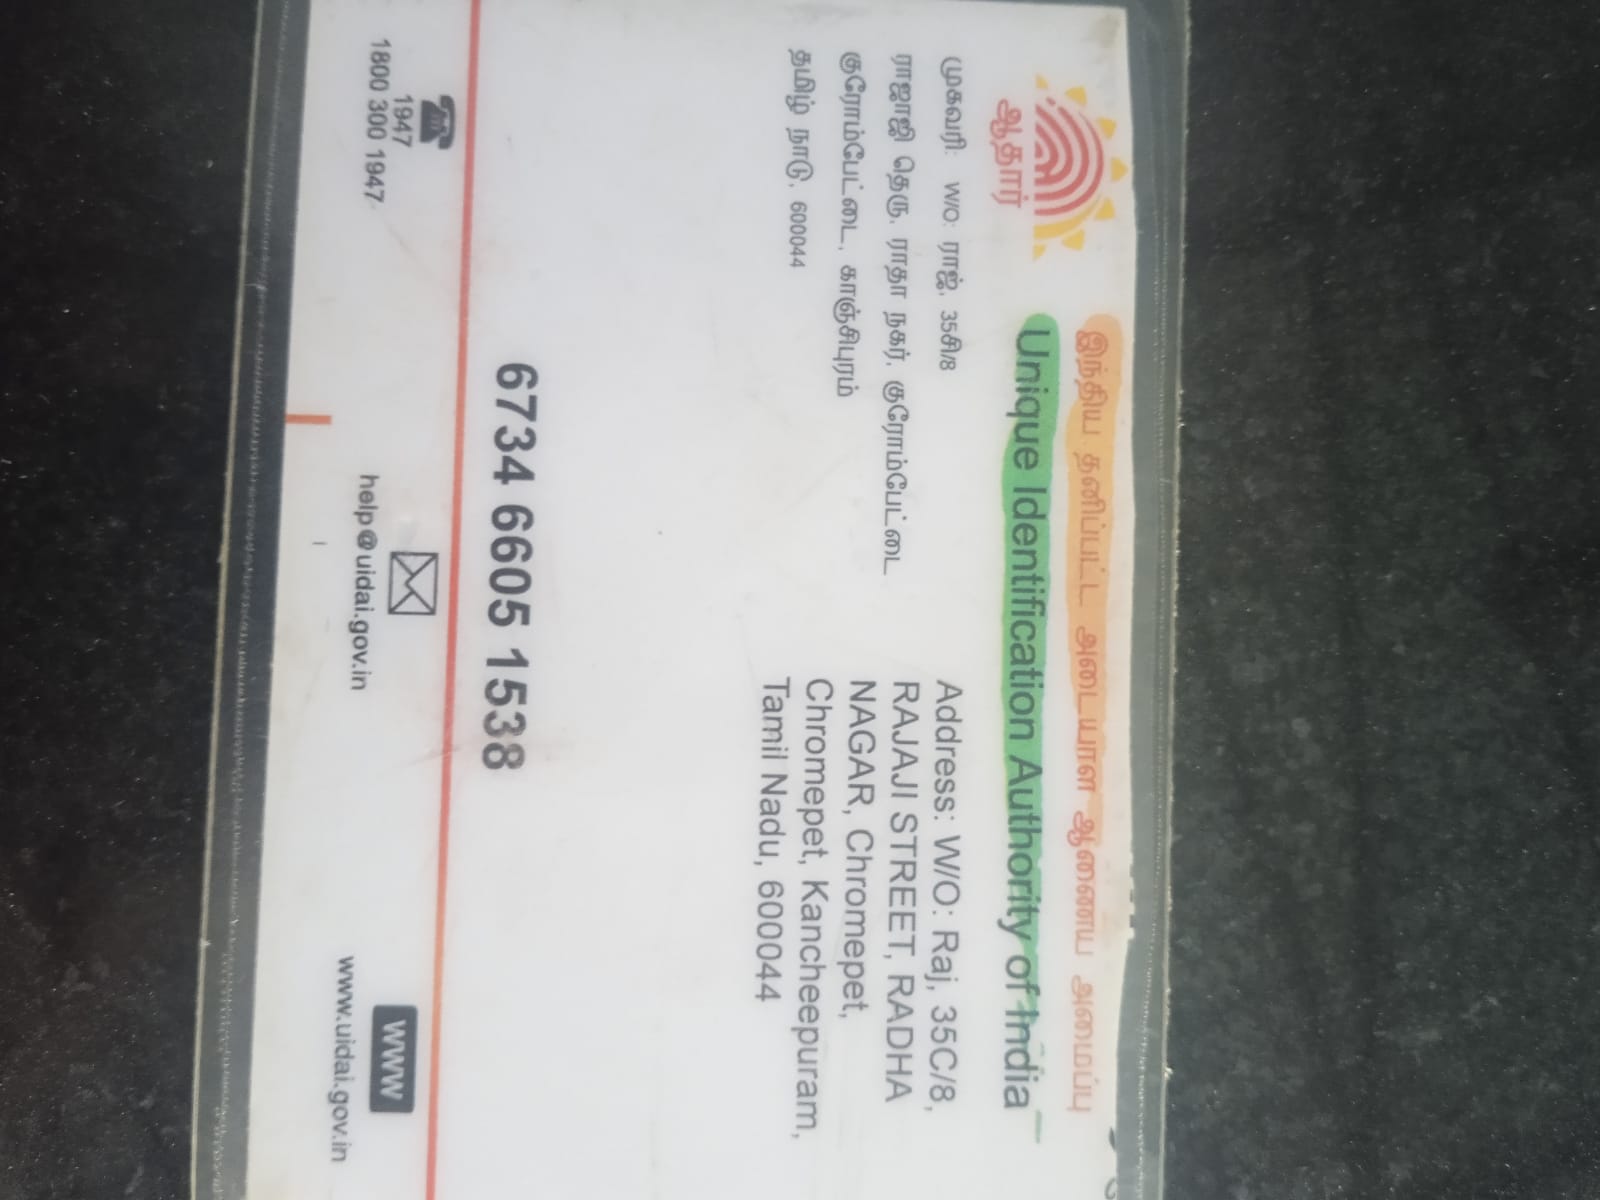 இந்திய தனிப்பட்ட அடையாள ஆணைய அமைப்பு
Unique Identification Authority of India
ஆதார்
முகவரி: W/O: ராஜ், 35சி/8
ராஜாஜி தெரு, ராதா நகர், குரோம்பேட்டை
குரோம்பேட்டை, காஞ்சிபுரம்
தமிழ் நாடு, 600044
Address: W/O: Raj, 35C/8,
RAJAJI STREET, RADHA
NAGAR, Chromepet,
Chromepet, Kancheepuram,
Tamil Nadu, 600044
6734 6605 1538
1947
1800 300 1947
help@uidai.gov.in
www
www.uidai.gov.in